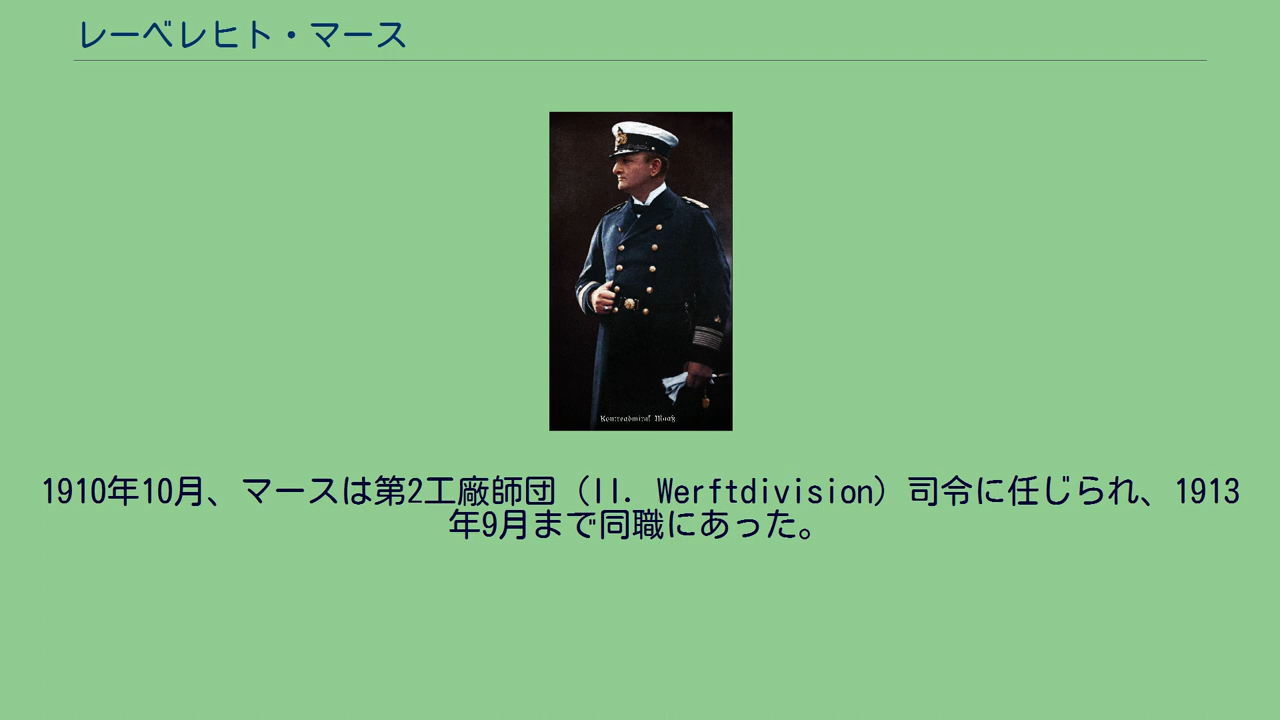 レーベレヒト・マース
Kontreadmiral Maaß
1910年10月、マースは第2工廠師団（II. Werftdivision）司令に任じられ、1913
年9月まで同職にあった。